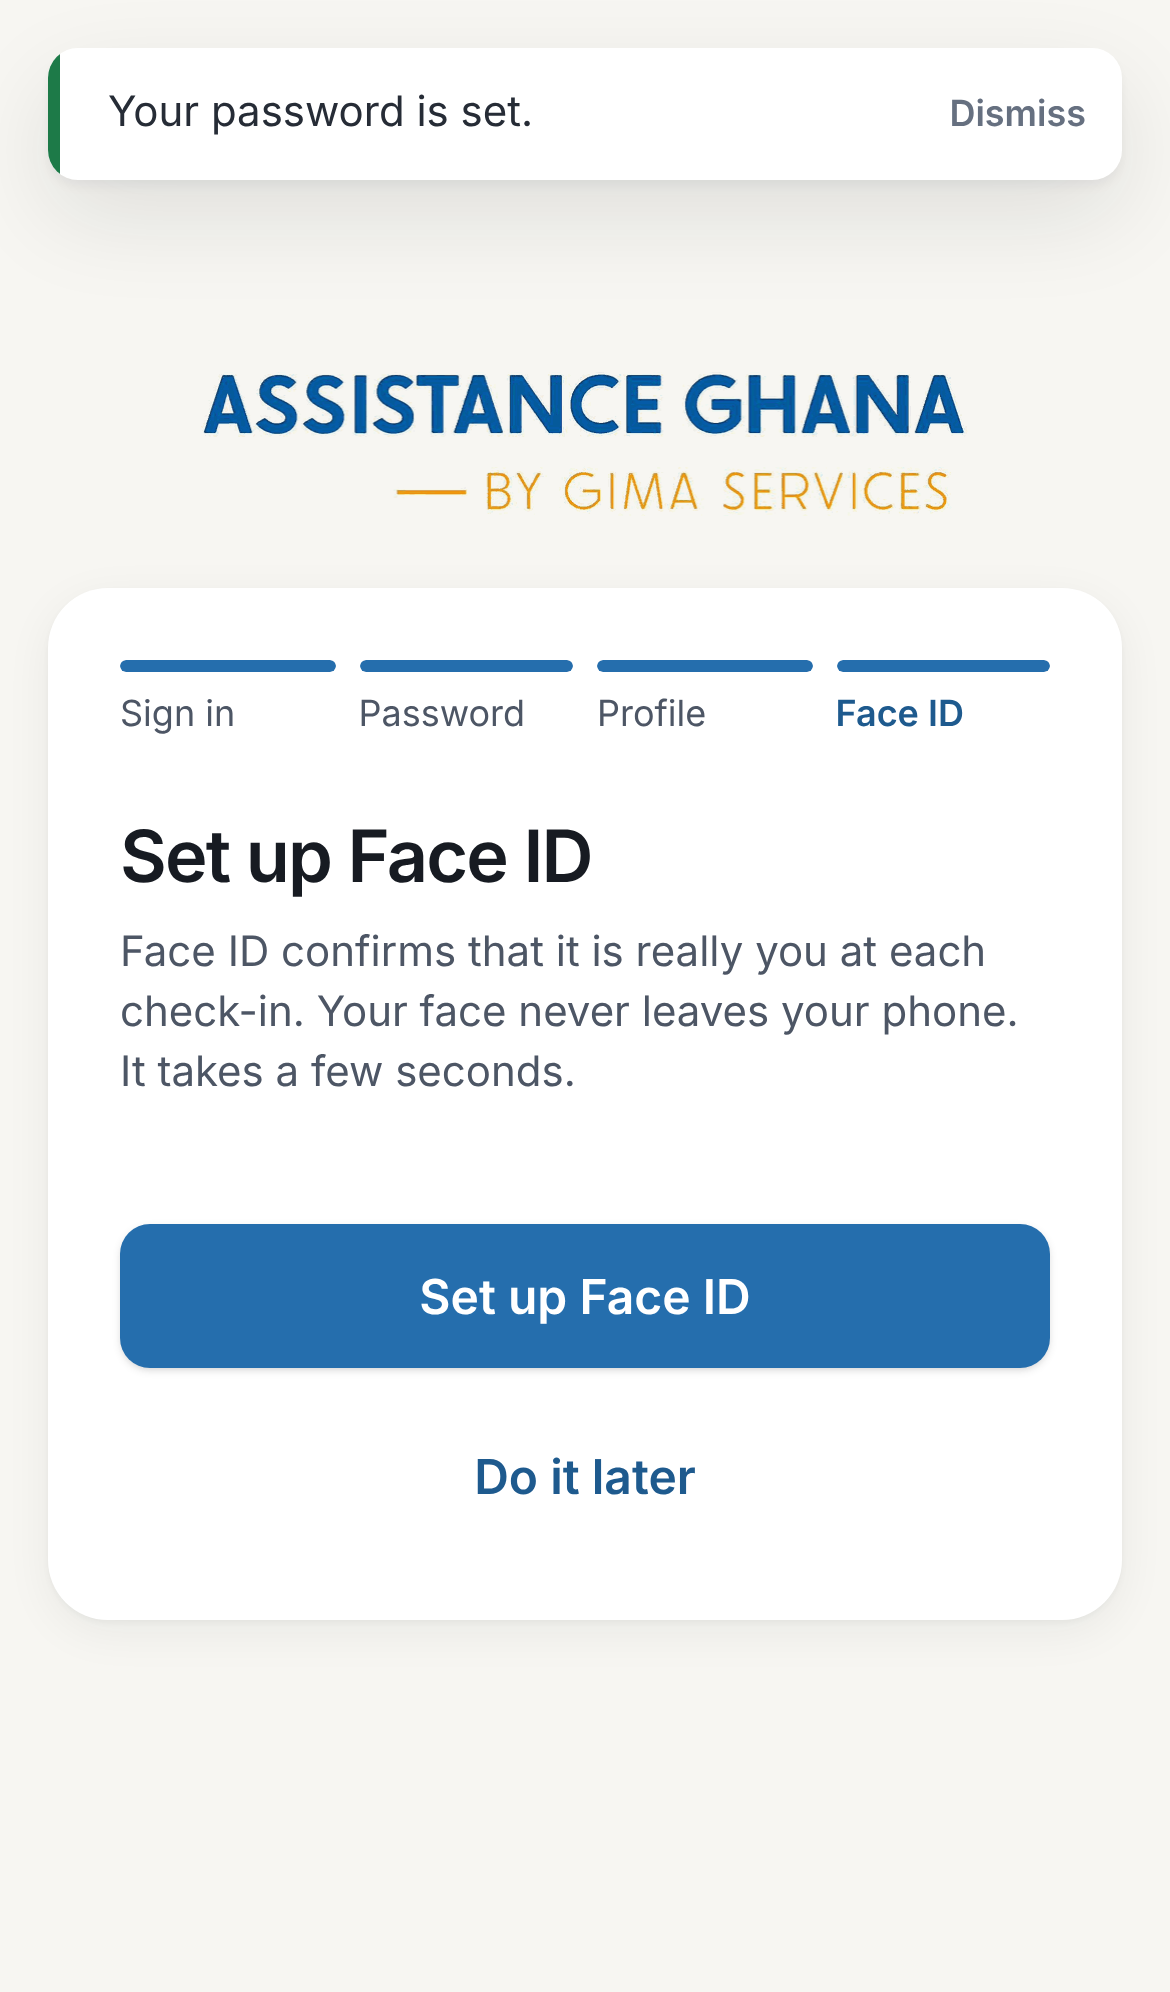 Your password is set.
Dismiss
ASSISTANCE GHANA
BY GIMA SERVICES
Sign in
Password
Profile
Face ID
Set up Face ID
Face ID confirms that it is really you at each
check-in. Your face never leaves your phone.
It takes a few seconds.
Set up Face ID
Do it later